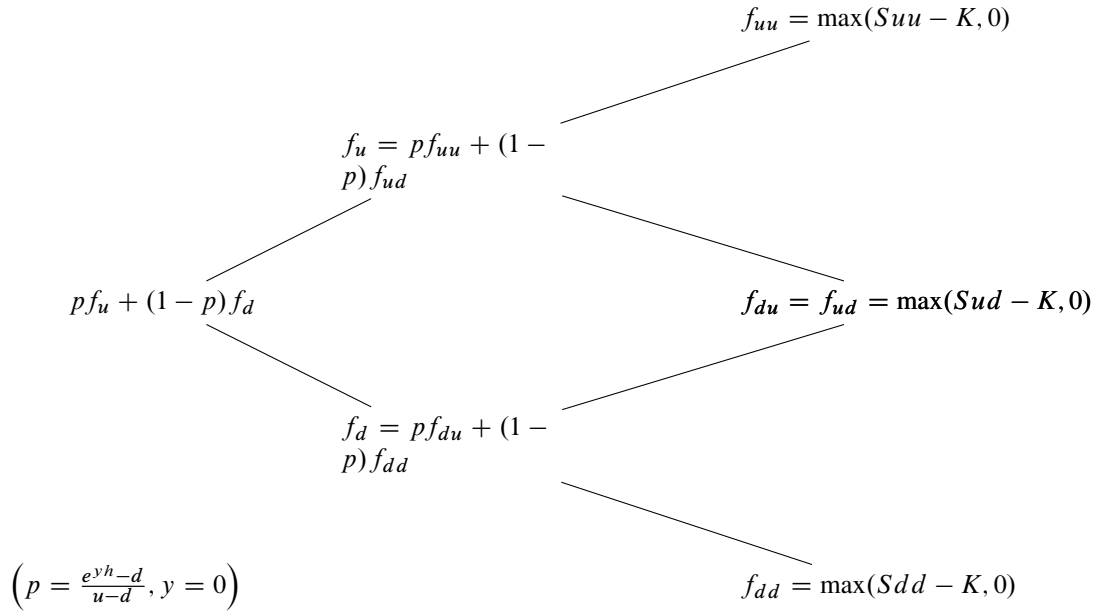 f_{uu} = max(Suu − K, 0)
f_u = pf_{uu} + (1 −
p)f_{ud}
pf_u + (1 − p)f_d
f_{du} = f_{ud} = max(Sud − K, 0)
f_d = pf_{du} + (1 −
p)f_{dd}
(p = \frac{e^{yh}−d}{u−d}, y = 0)
f_{dd} = max(Sdd − K, 0)